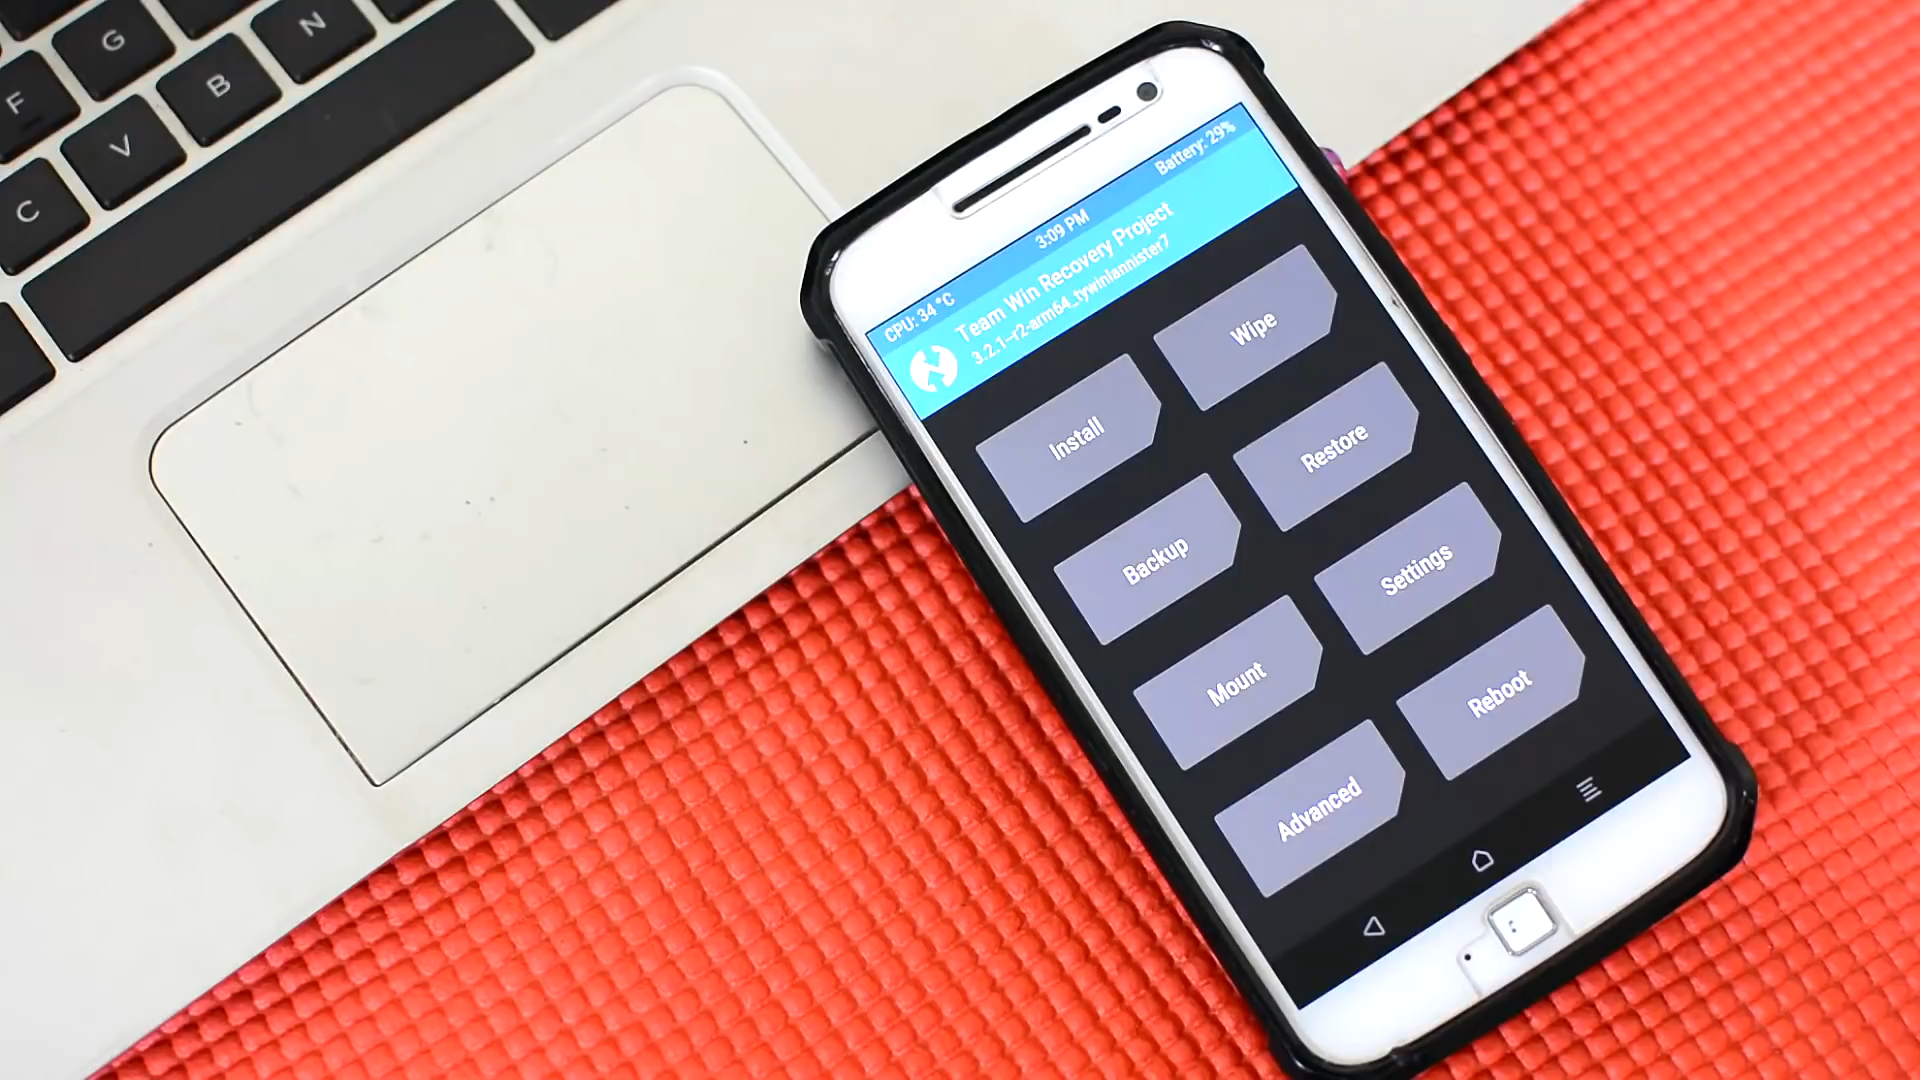 G
N
F
B
V
C
CPU: 34 °C
3:09 PM
Battery: 29%
Team Win Recovery Project
3.2.1-r2-arm64_tywinlannister7
Install
Wipe
Backup
Restore
Mount
Settings
Advanced
Reboot